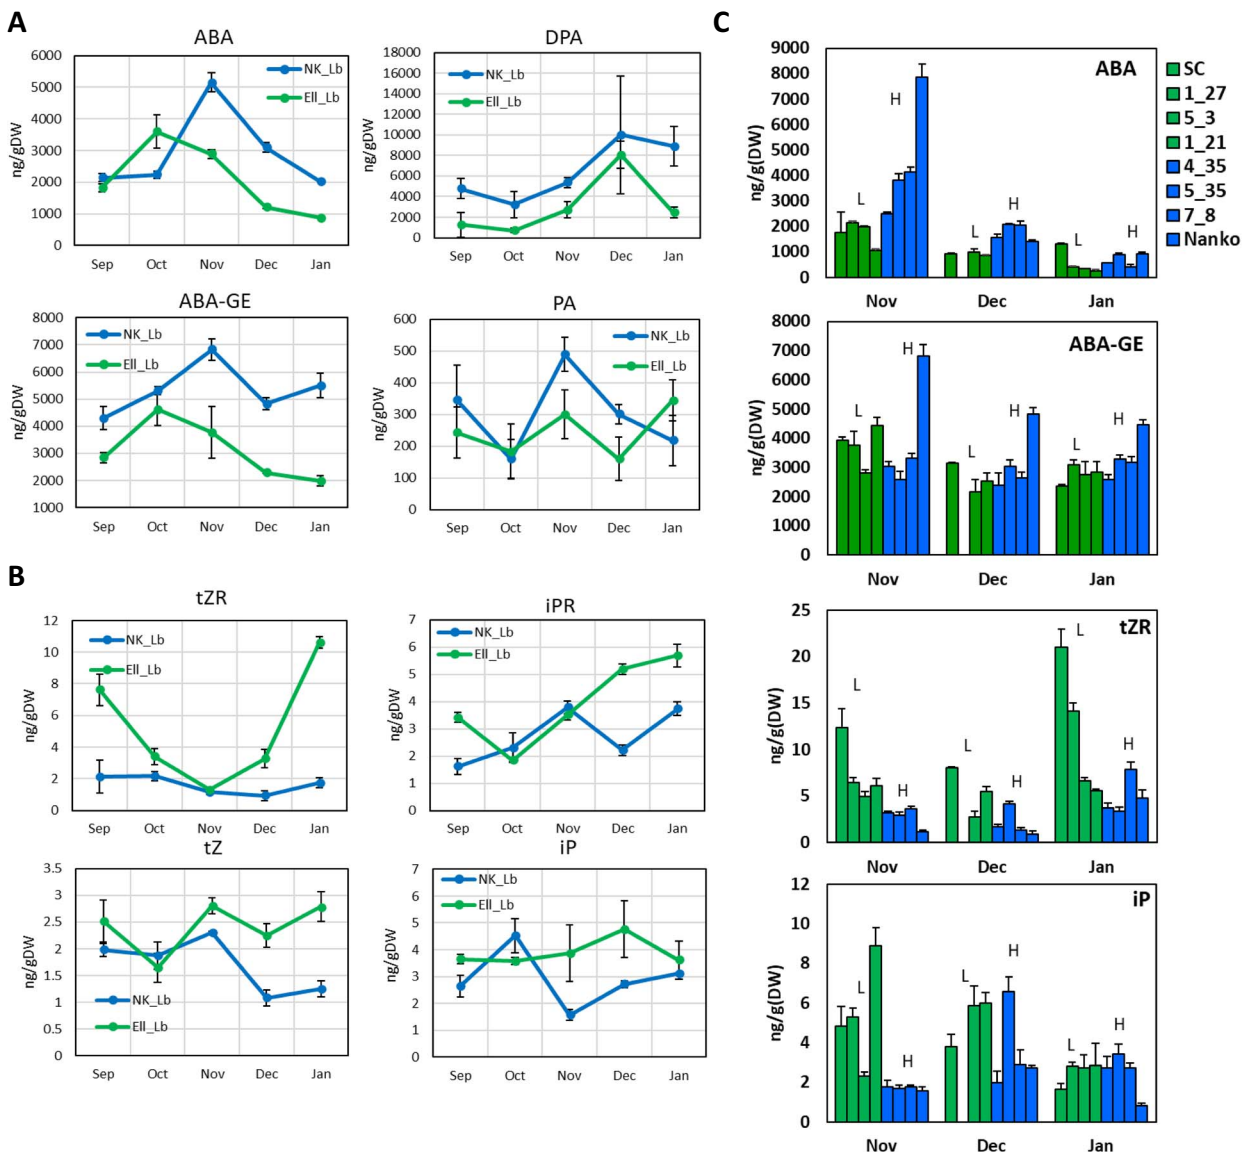 A
ABA
6000
5000
4000
3000
2000
1000
0
ng/gDW
NK_Lb
Ell_Lb
Sep Oct Nov Dec Jan
DPA
18000
16000
14000
12000
10000
8000
6000
4000
2000
0
ng/gDW
NK_Lb
Ell_Lb
Sep Oct Nov Dec Jan
ABA-GE
8000
7000
6000
5000
4000
3000
2000
1000
ng/gDW
NK_Lb
Ell_Lb
Sep Oct Nov Dec Jan
PA
600
500
400
300
200
100
0
ng/gDW
NK_Lb
Ell_Lb
Sep Oct Nov Dec Jan
B
tZR
12
10
8
6
4
2
0
ng/gDW
NK_Lb
Ell_Lb
Sep Oct Nov Dec Jan
iPR
7
6
5
4
3
2
1
0
ng/gDW
NK_Lb
Ell_Lb
Sep Oct Nov Dec Jan
tZ
3.5
3
2.5
2
1.5
1
0.5
0
ng/gDW
NK_Lb
Ell_Lb
Sep Oct Nov Dec Jan
iP
7
6
5
4
3
2
1
0
ng/gDW
NK_Lb
Ell_Lb
Sep Oct Nov Dec Jan
C
ABA
9000
8000
7000
6000
5000
4000
3000
2000
1000
0
ng/g(DW)
L H L H L H
Nov Dec Jan
SC
1_27
5_3
1_21
4_35
5_35
7_8
Nanko
ABA-GE
8000
7000
6000
5000
4000
3000
2000
1000
0
ng/g(DW)
L H L H L H
Nov Dec Jan
tZR
25
20
15
10
5
0
ng/g(DW)
L H L H L H
Nov Dec Jan
iP
12
10
8
6
4
2
0
ng/g(DW)
L H L H L H
Nov Dec Jan